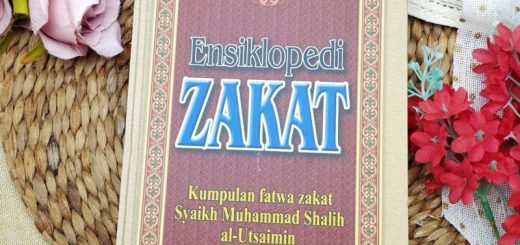 Ensiklopedi
ZAKAT
Kumpulan fatwa zakat
Syaikh Muhammad Shalih
al-Utsaimin